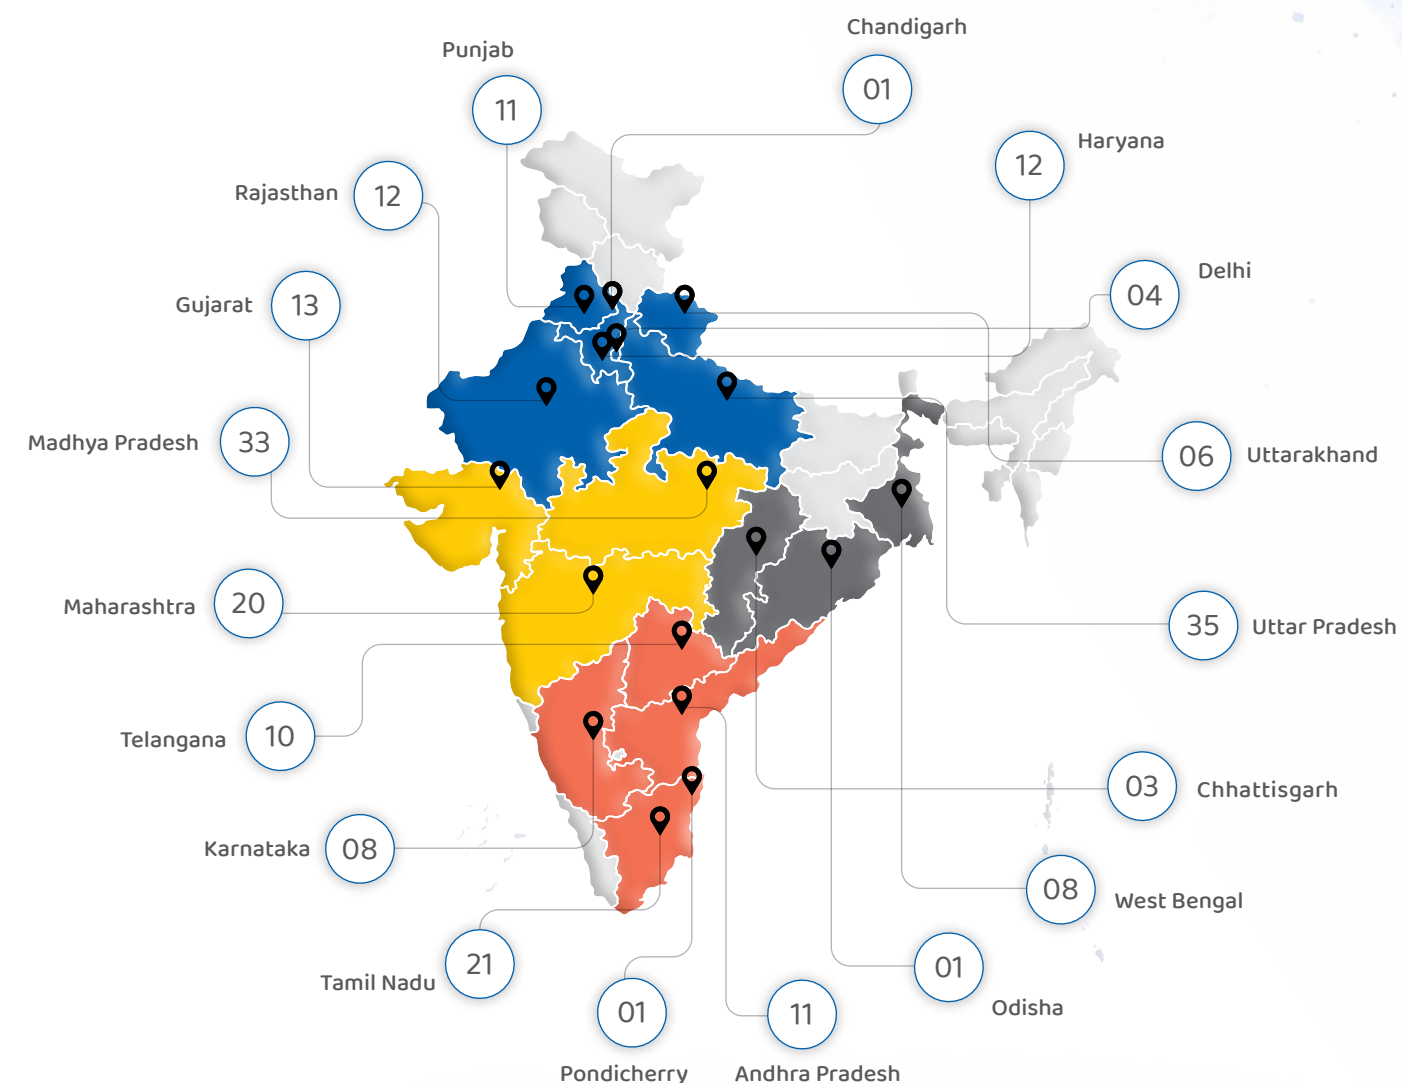 Chandigarh
01
Punjab
11
Haryana
12
Rajasthan
12
Delhi
04
Gujarat
13
Madhya Pradesh
33
06
Uttarakhand
Maharashtra
20
35
Uttar Pradesh
Telangana
10
03
Chhattisgarh
Karnataka
08
08
West Bengal
Tamil Nadu
21
01
Odisha
01
Pondicherry
11
Andhra Pradesh